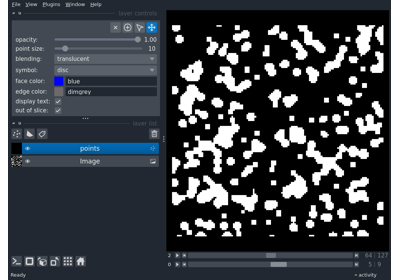 File View Plugins Window Help
layer controls
opacity: 1.00
point size: 10
blending: translucent
symbol: disc
face color: blue
edge color: dimgrey
display text:
out of slice:
layer list
points
Image
2 64 127
0 5 9
Ready activity